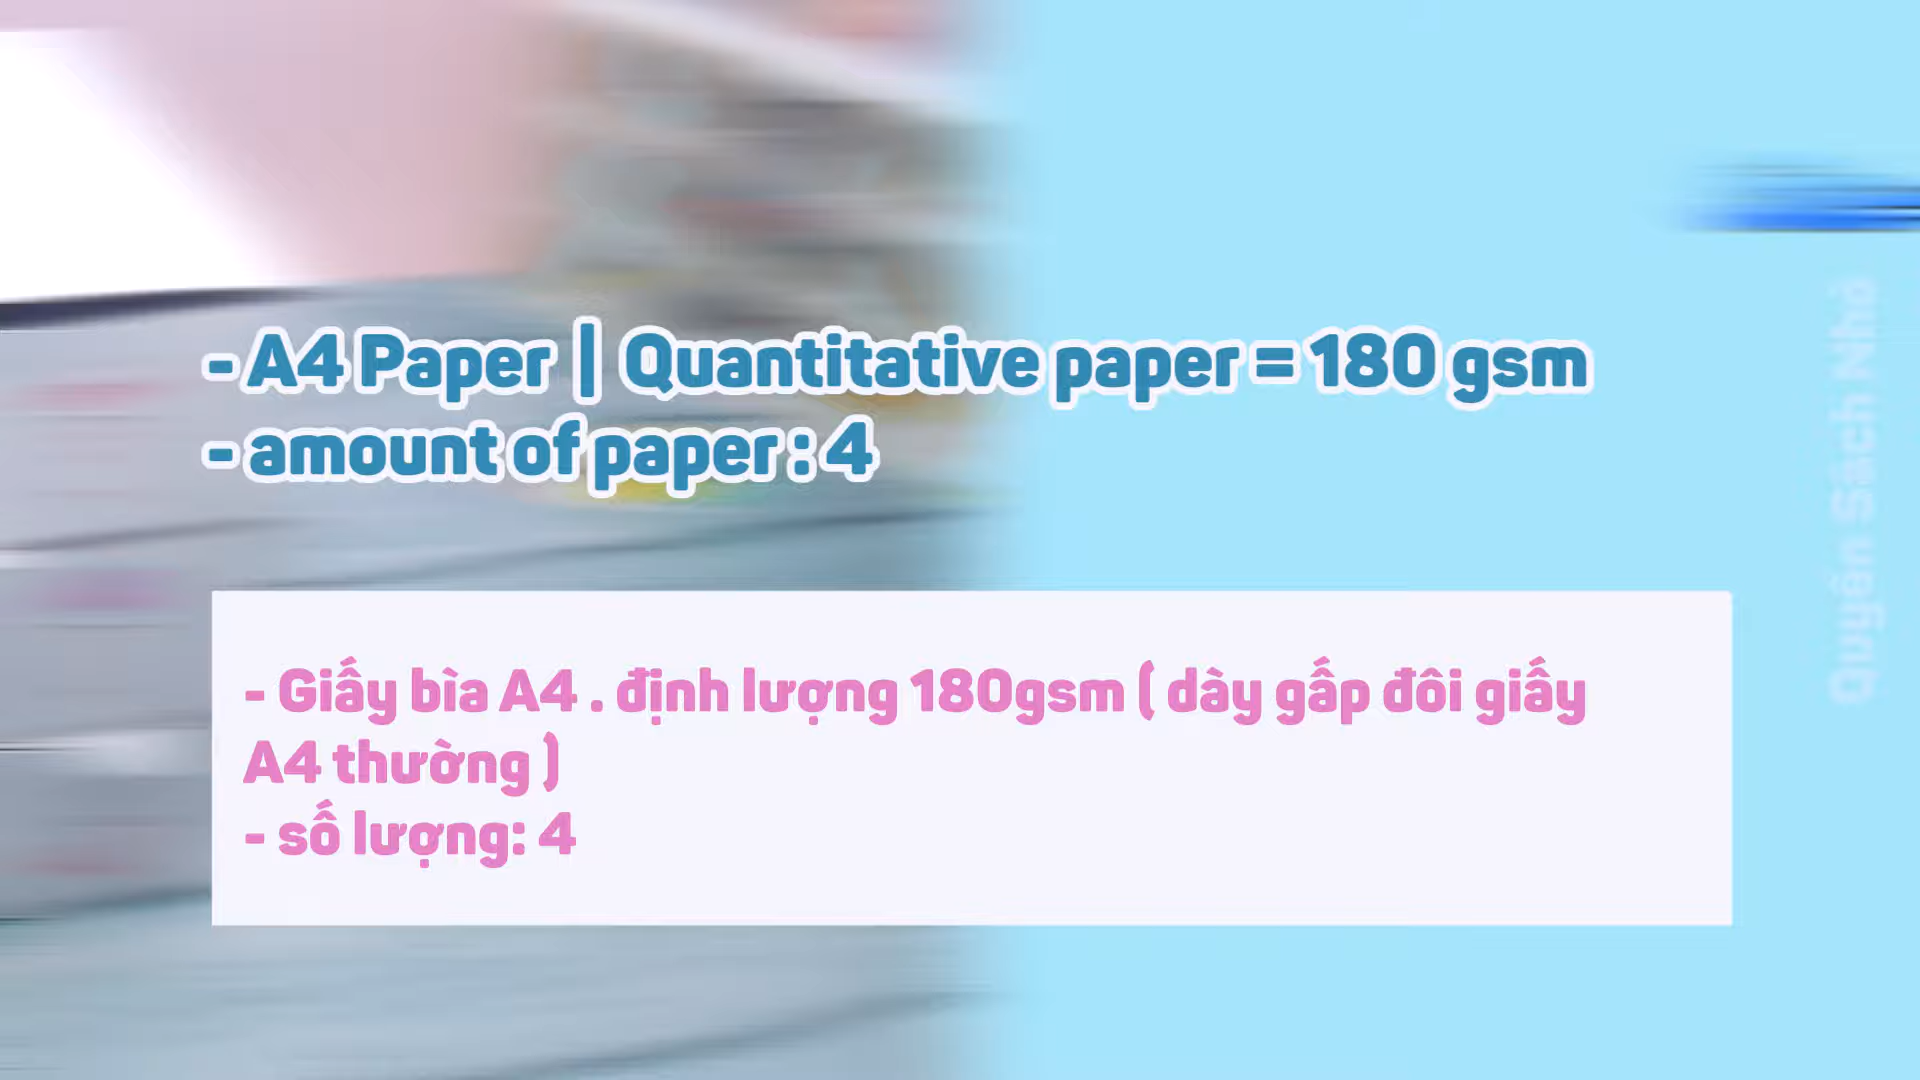 - A4 Paper | Quantitative paper = 180 gsm
- amount of paper : 4
- Giấy bìa A4 . định lượng 180gsm ( dày gấp đôi giấy
A4 thường )
- số lượng: 4
Quyển Sách Nhỏ